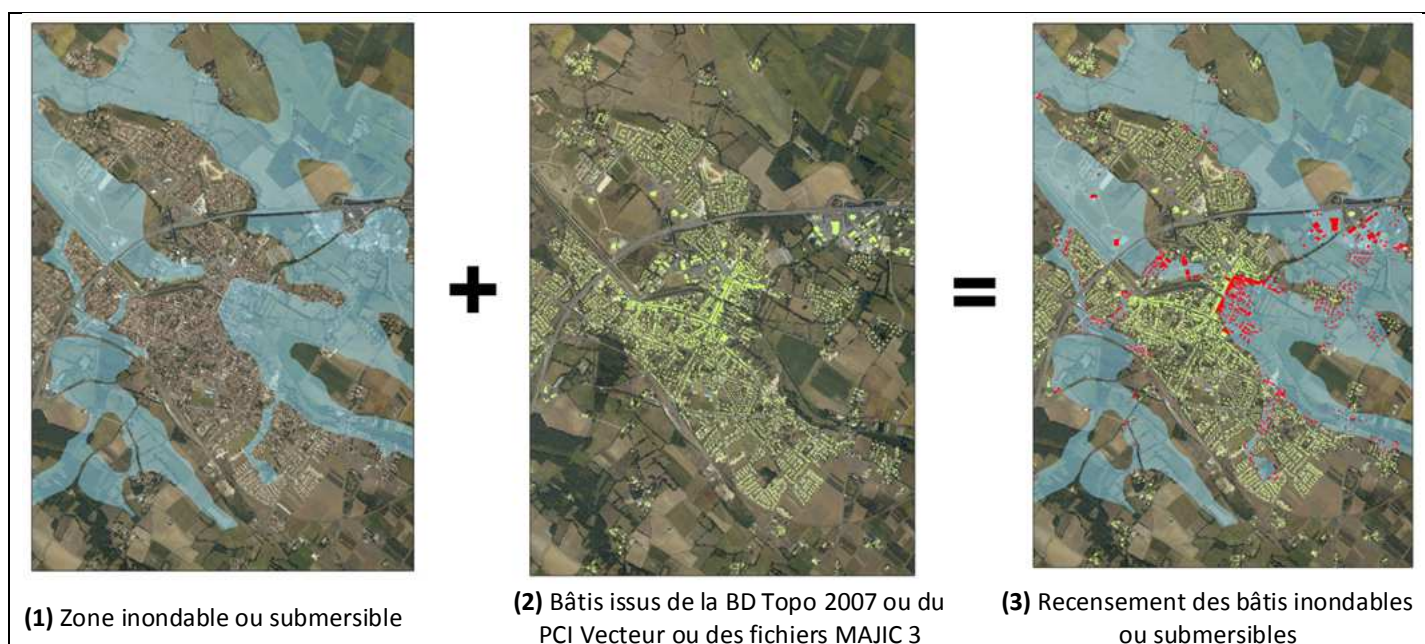 (1) Zone inondable ou submersible
(2) Bâtis issus de la BD Topo 2007 ou du
PCI Vecteur ou des fichiers MAJIC 3
(3) Recensement des bâtis inondables
ou submersibles